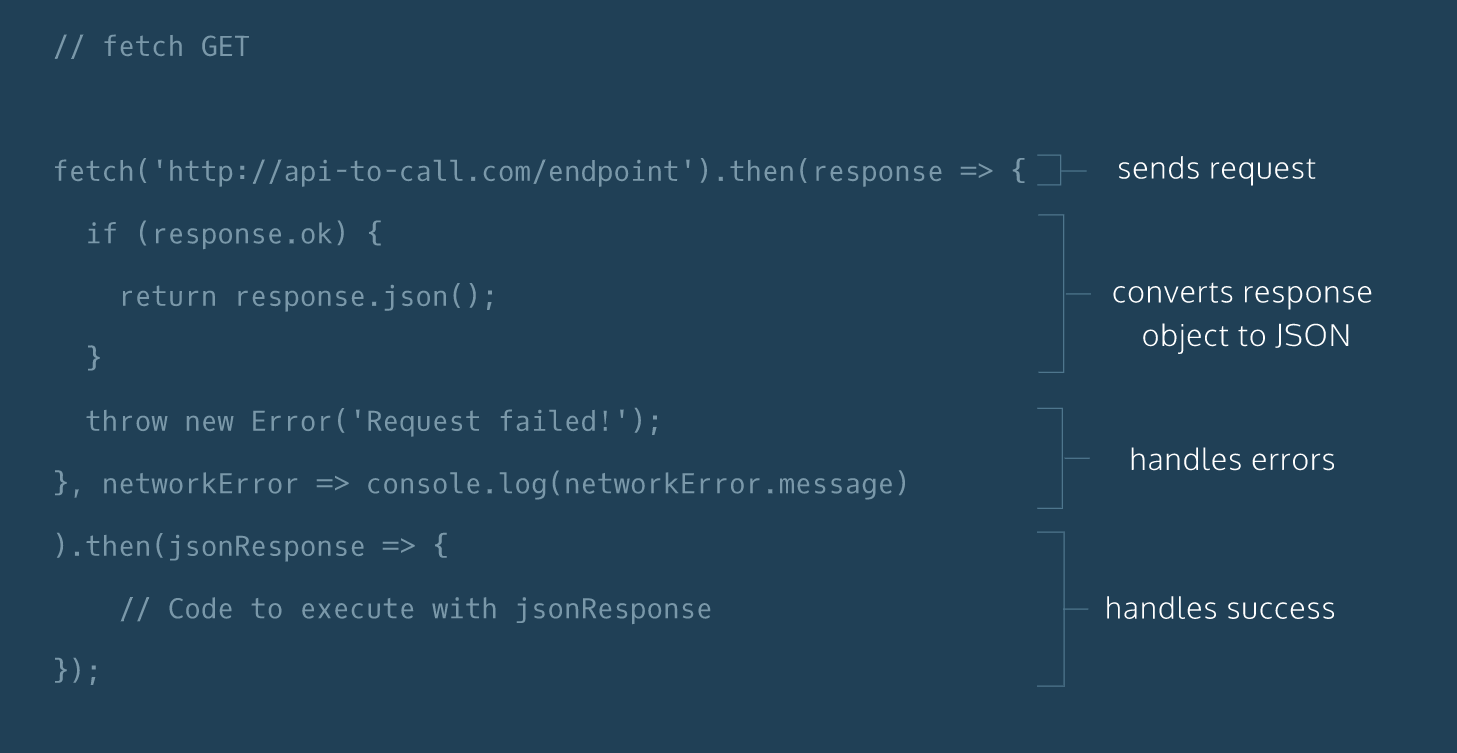 // fetch GET
fetch('http://api-to-call.com/endpoint').then(response => {
sends request
if (response.ok) {
return response.json();
}
converts response
object to JSON
throw new Error('Request failed!');
}, networkError => console.log(networkError.message)
handles errors
).then(jsonResponse => {
// Code to execute with jsonResponse
});
handles success